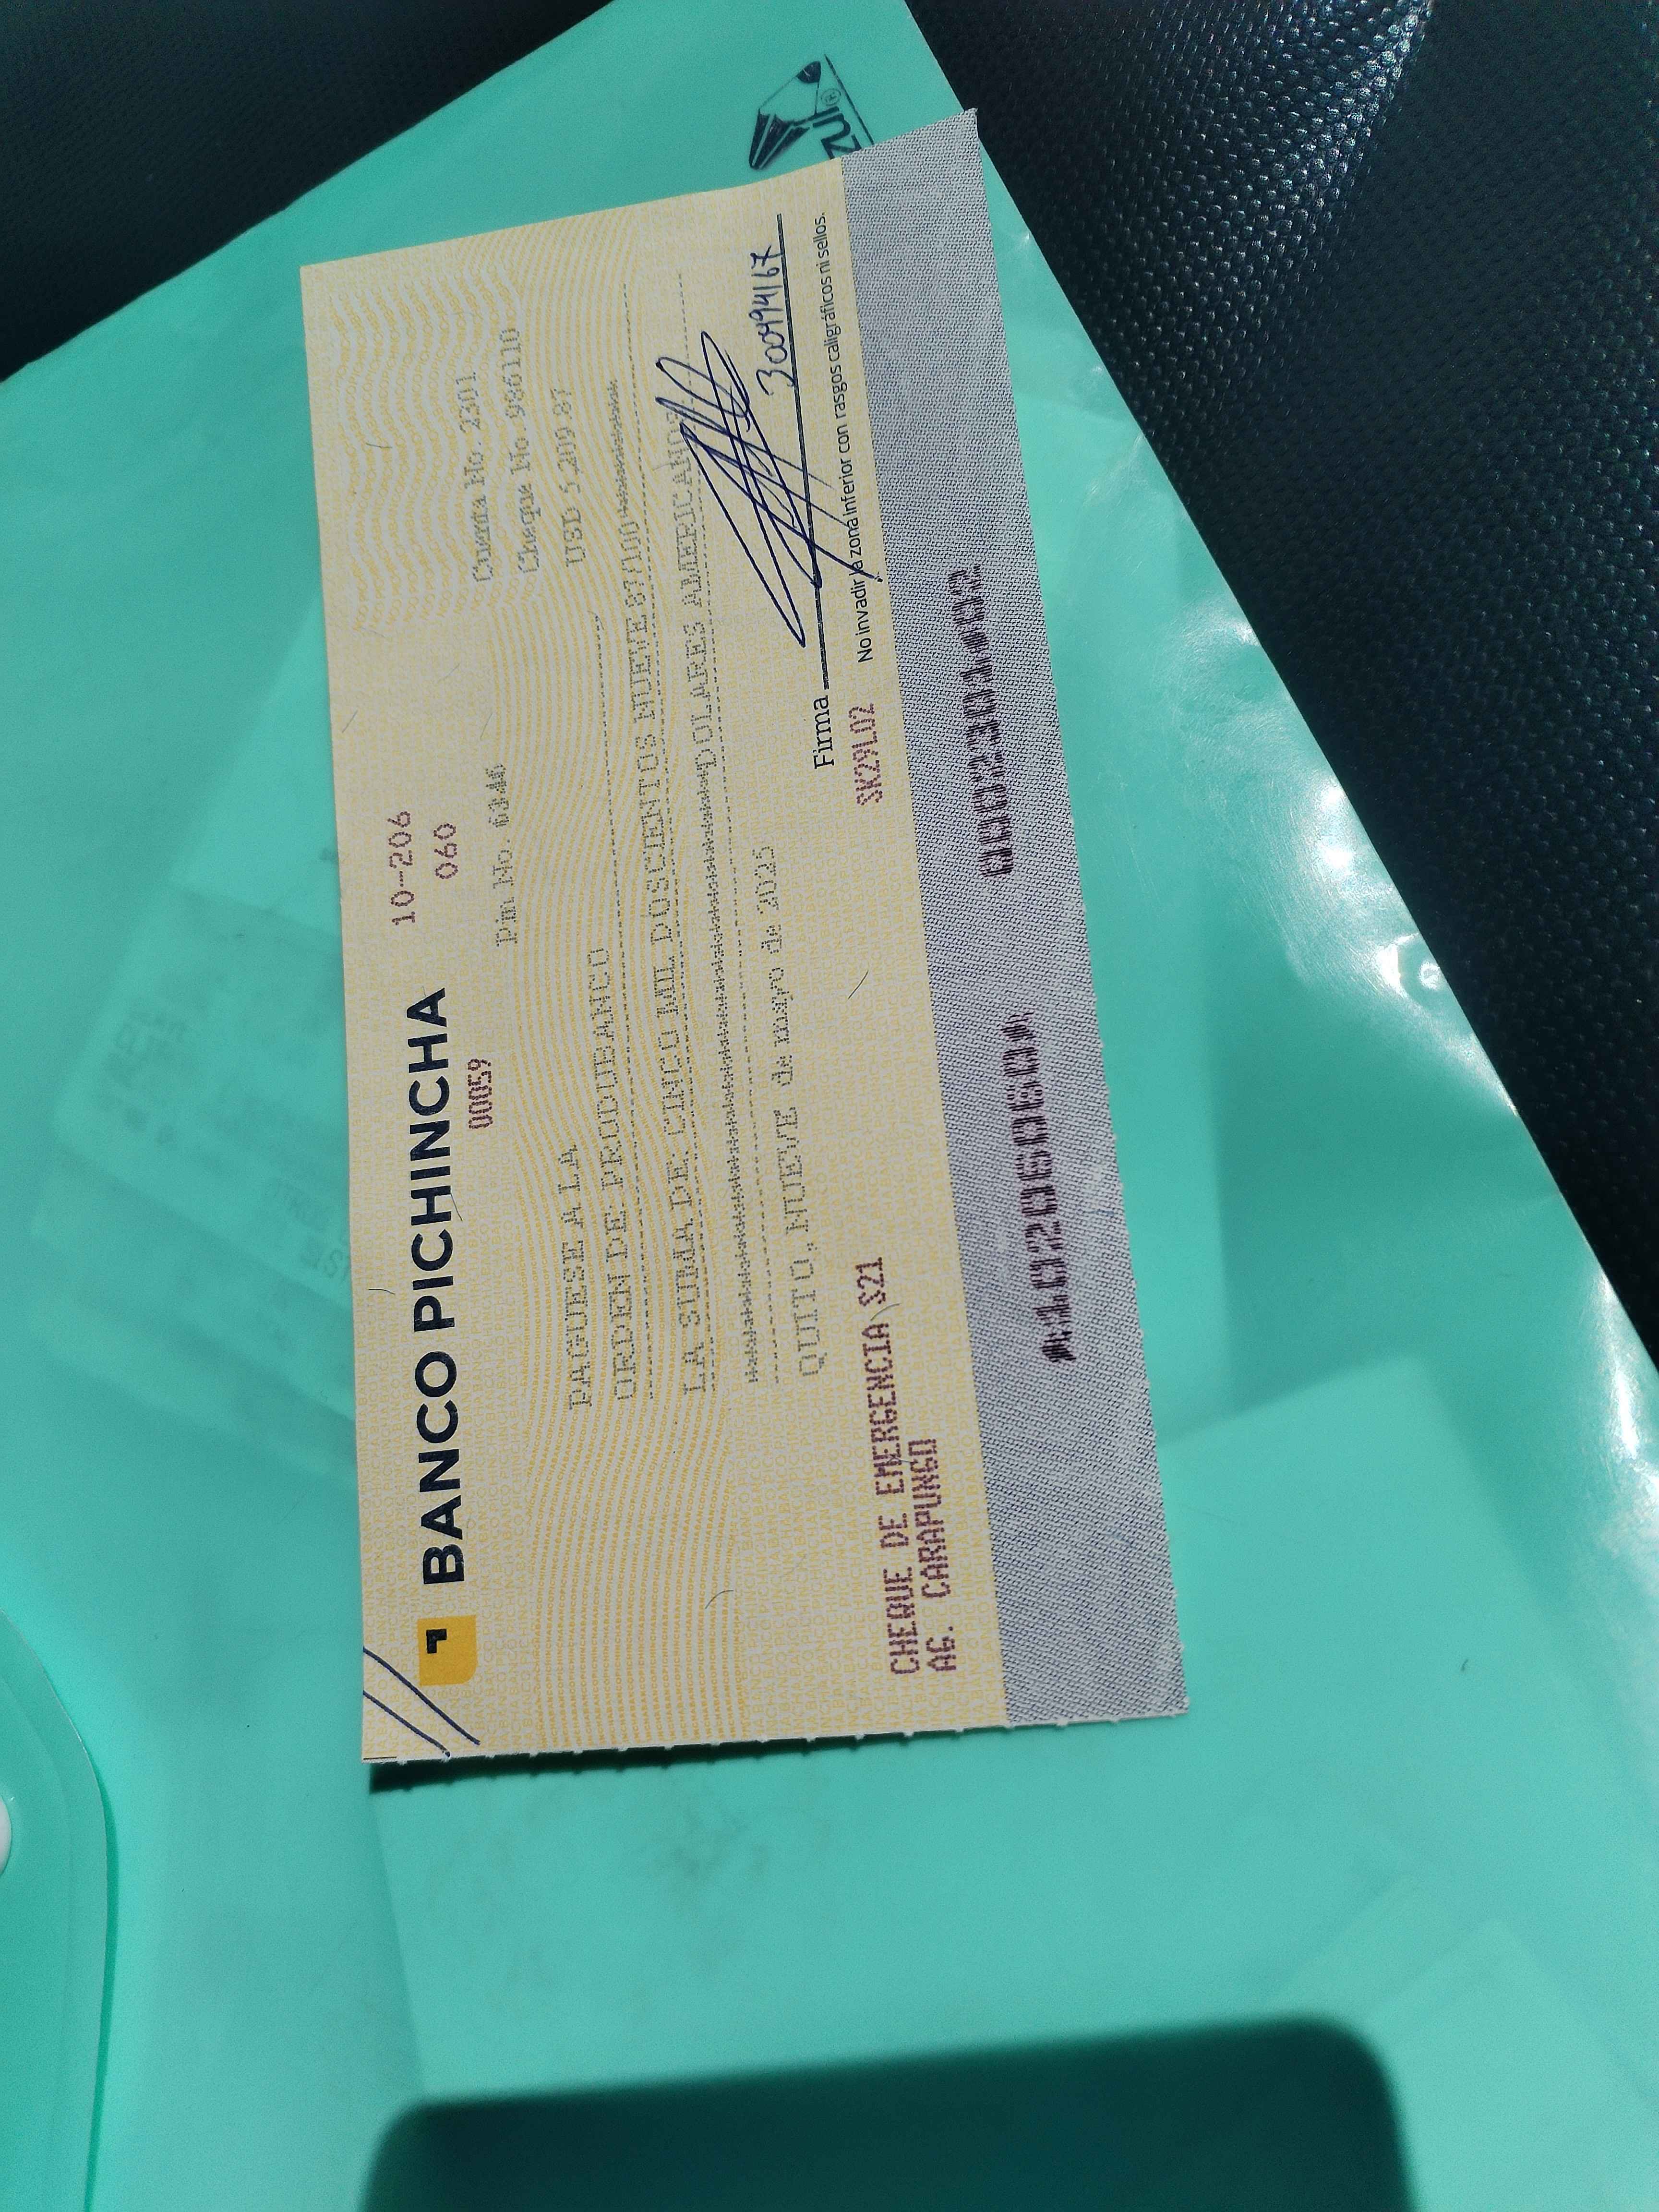 BANCO PICHINCHA
10-206
00059
060
Pin No. 6346
Cuenta No. 2301
Cheque No. 986110
USD 5.209.87
PAGUESE A LA
ORDEN DE PRODUBANCO
LA SUMA DE CINCO MIL DOSCIENTOS NUEVE 87/100
DOLARES AMERICANOS
QUITO, NUEVE de mayo de 2025
300494167
Firma
No invadir la zona inferior con rasgos caligráficos ni sellos.
CHEQUE DE EMERGENCIA S21
SK29L02
AG. CARAPUNGO